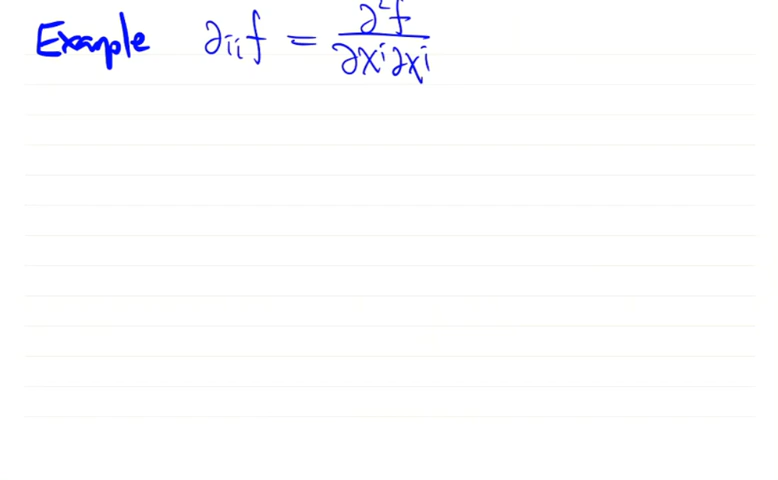 Example ∂ᵢᵢf = ∂²f / ∂xⁱ∂xⁱ